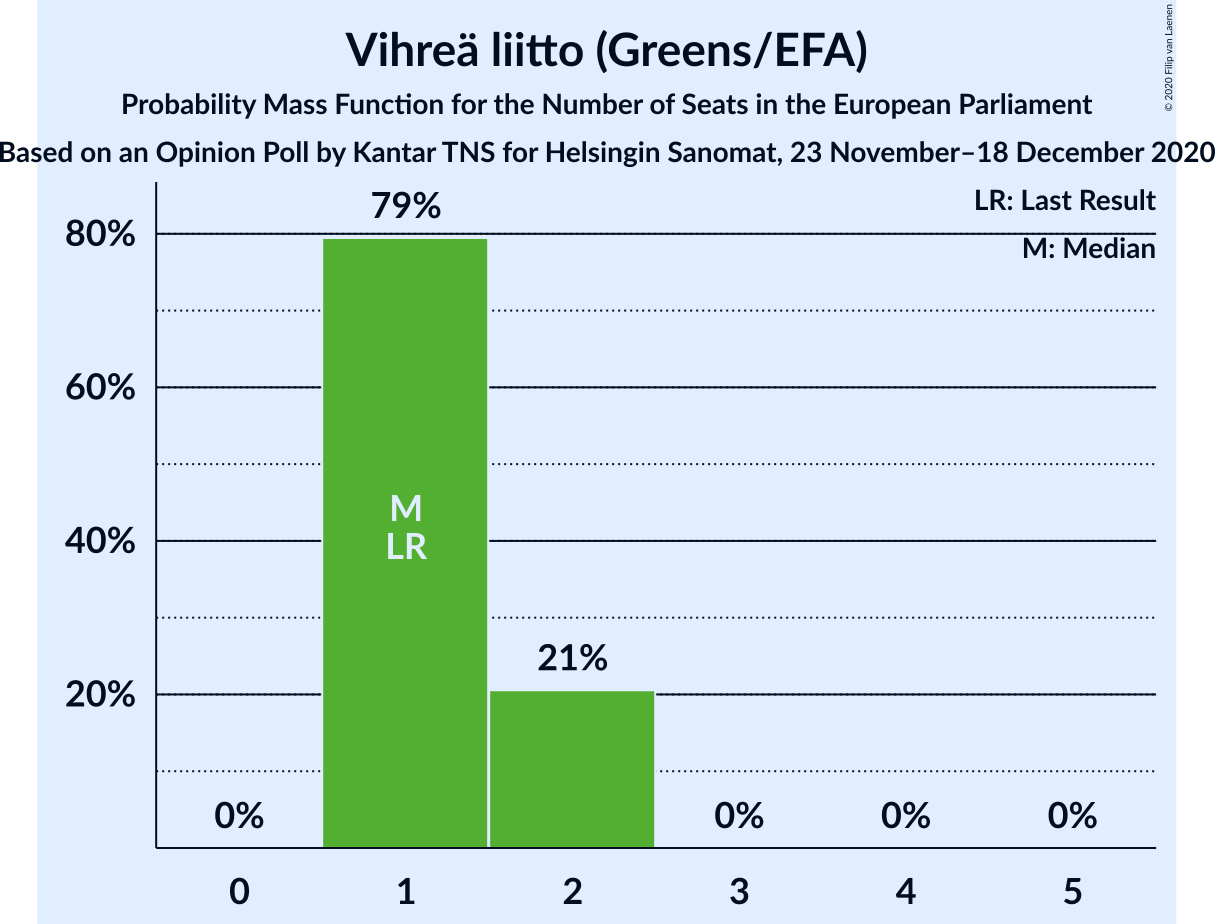 Vihreä liitto (Greens/EFA)
Probability Mass Function for the Number of Seats in the European Parliament
Based on an Opinion Poll by Kantar TNS for Helsingin Sanomat, 23 November–18 December 2020
© 2020 Filip van Laenen
LR: Last Result
M: Median
80%
60%
40%
20%
0%
79%
M
LR
21%
0%
0%
0%
0
1
2
3
4
5